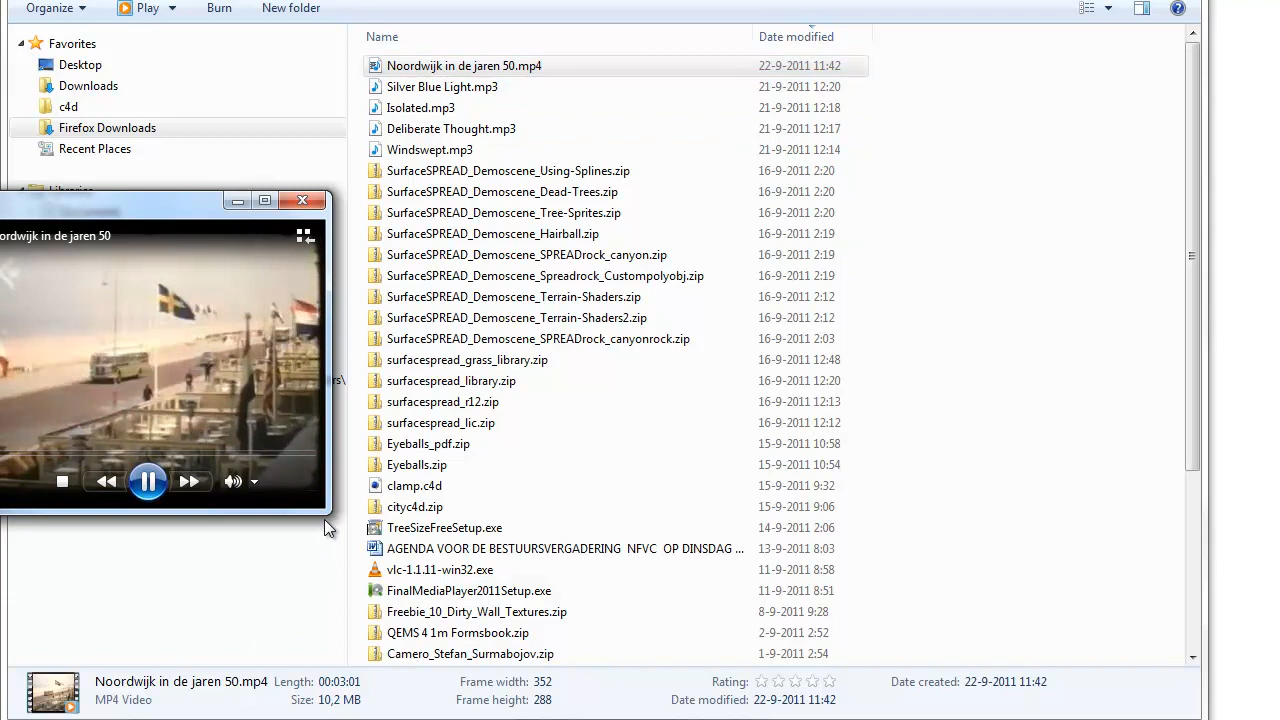 Organize Play Burn New folder
Favorites
Desktop
Downloads
c4d
Firefox Downloads
Recent Places
Libraries
ordwijk in de jaren 50
rs\
Name Date modified
Noordwijk in de jaren 50.mp4 22-9-2011 11:42
Silver Blue Light.mp3 21-9-2011 12:20
Isolated.mp3 21-9-2011 12:18
Deliberate Thought.mp3 21-9-2011 12:17
Windswept.mp3 21-9-2011 12:14
SurfaceSPREAD_Demoscene_Using-Splines.zip 16-9-2011 2:20
SurfaceSPREAD_Demoscene_Dead-Trees.zip 16-9-2011 2:20
SurfaceSPREAD_Demoscene_Tree-Sprites.zip 16-9-2011 2:20
SurfaceSPREAD_Demoscene_Hairball.zip 16-9-2011 2:19
SurfaceSPREAD_Demoscene_SPREADrock_canyon.zip 16-9-2011 2:19
SurfaceSPREAD_Demoscene_Spreadrock_Custompolyobj.zip 16-9-2011 2:19
SurfaceSPREAD_Demoscene_Terrain-Shaders.zip 16-9-2011 2:12
SurfaceSPREAD_Demoscene_Terrain-Shaders2.zip 16-9-2011 2:12
SurfaceSPREAD_Demoscene_SPREADrock_canyonrock.zip 16-9-2011 2:03
surfacespread_grass_library.zip 16-9-2011 12:48
surfacespread_library.zip 16-9-2011 12:20
surfacespread_r12.zip 16-9-2011 12:13
surfacespread_lic.zip 16-9-2011 12:12
Eyeballs_pdf.zip 15-9-2011 10:58
Eyeballs.zip 15-9-2011 10:54
clamp.c4d 15-9-2011 9:32
cityc4d.zip 15-9-2011 9:06
TreeSizeFreeSetup.exe 14-9-2011 2:06
AGENDA VOOR DE BESTUURSVERGADERING NFVC OP DINSDAG ... 13-9-2011 8:03
vlc-1.1.11-win32.exe 11-9-2011 8:58
FinalMediaPlayer2011Setup.exe 11-9-2011 8:51
Freebie_10_Dirty_Wall_Textures.zip 8-9-2011 9:28
QEMS 4 1m Formsbook.zip 2-9-2011 2:52
Camero_Stefan_Surmabojov.zip 1-9-2011 2:54
Noordwijk in de jaren 50.mp4 Length: 00:03:01 Frame width: 352 Rating: Date created: 22-9-2011 11:42
MP4 Video Size: 10,2 MB Frame height: 288 Date modified: 22-9-2011 11:42